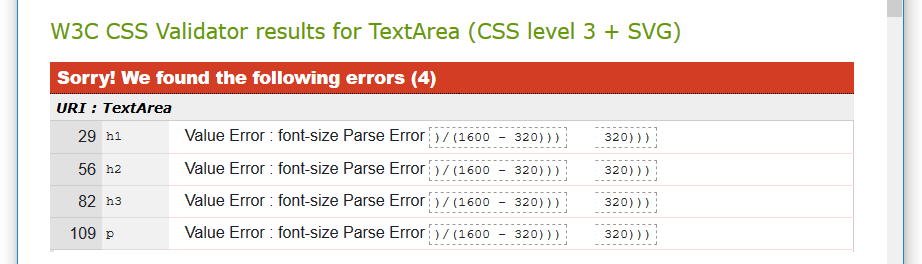 W3C CSS Validator results for TextArea (CSS level 3 + SVG)
Sorry! We found the following errors (4)
URI : TextArea
29 h1 Value Error : font-size Parse Error )/(1600 - 320))) 320)))
56 h2 Value Error : font-size Parse Error )/(1600 - 320))) 320)))
82 h3 Value Error : font-size Parse Error )/(1600 - 320))) 320)))
109 p Value Error : font-size Parse Error )/(1600 - 320))) 320)))